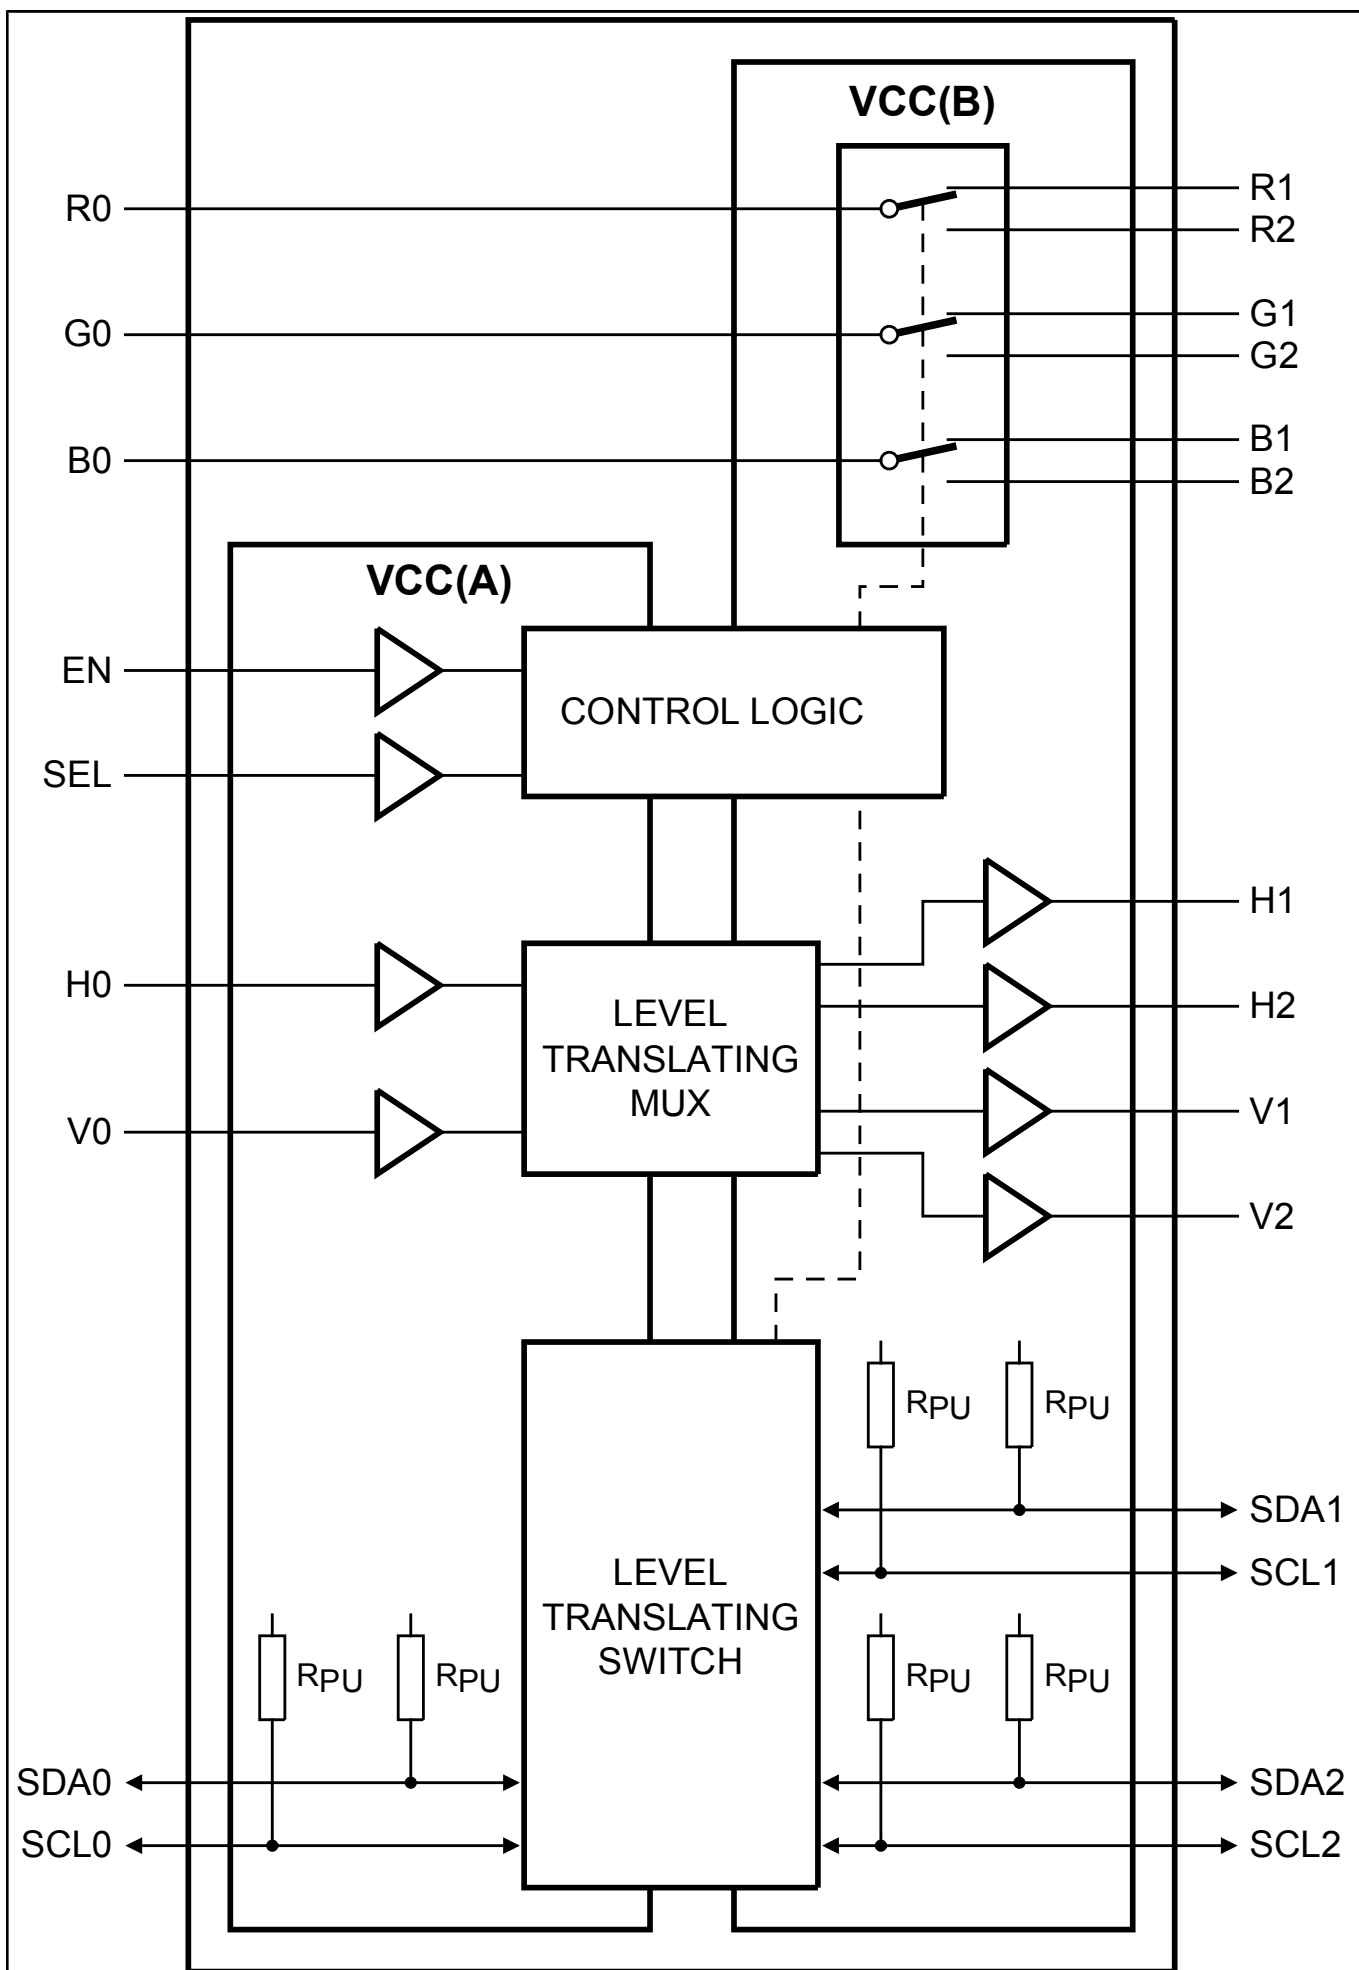 VCC(B)
R0
R1
R2
G0
G1
G2
B0
B1
B2
VCC(A)
EN
SEL
CONTROL LOGIC
H0
V0
LEVEL
TRANSLATING
MUX
H1
H2
V1
V2
RPU
RPU
SDA1
SCL1
LEVEL
TRANSLATING
SWITCH
RPU
RPU
RPU
RPU
SDA0
SCL0
SDA2
SCL2